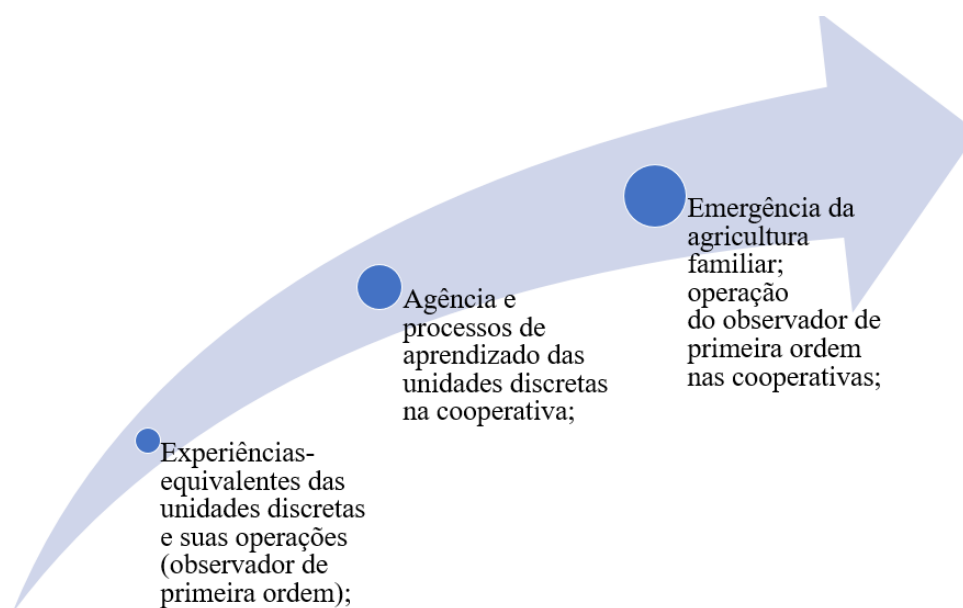 Experiências-
equivalentes das
unidades discretas
e suas operações
(observador de
primeira ordem);
Agência e
processos de
aprendizado das
unidades discretas
na cooperativa;
Emergência da
agricultura
familiar;
operação
do observador de
primeira ordem
nas cooperativas;